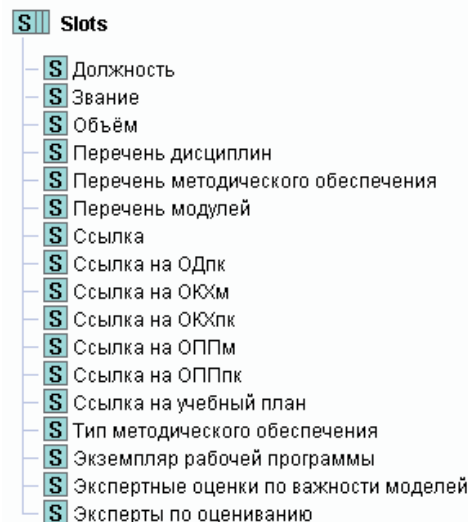 S Slots
S Должность
S Звание
S Объём
S Перечень дисциплин
S Перечень методического обеспечения
S Перечень модулей
S Ссылка
S Ссылка на ОДпк
S Ссылка на ОКХм
S Ссылка на ОКХпк
S Ссылка на ОППм
S Ссылка на ОППпк
S Ссылка на учебный план
S Тип методического обеспечения
S Экземпляр рабочей программы
S Экспертные оценки по важности моделей
S Эксперты по оцениванию